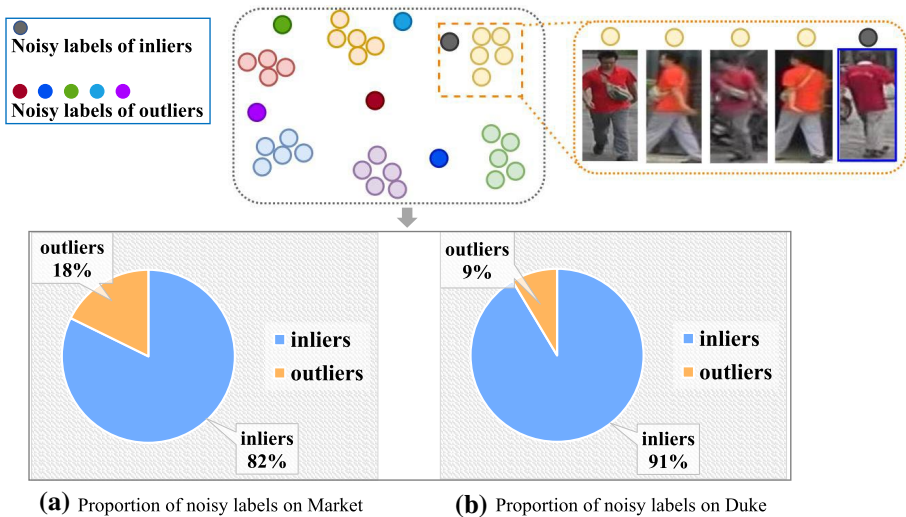 Noisy labels of inliers
Noisy labels of outliers
outliers
18%
inliers
outliers
inliers
82%
outliers
9%
inliers
outliers
inliers
91%
(a) Proportion of noisy labels on Market
(b) Proportion of noisy labels on Duke